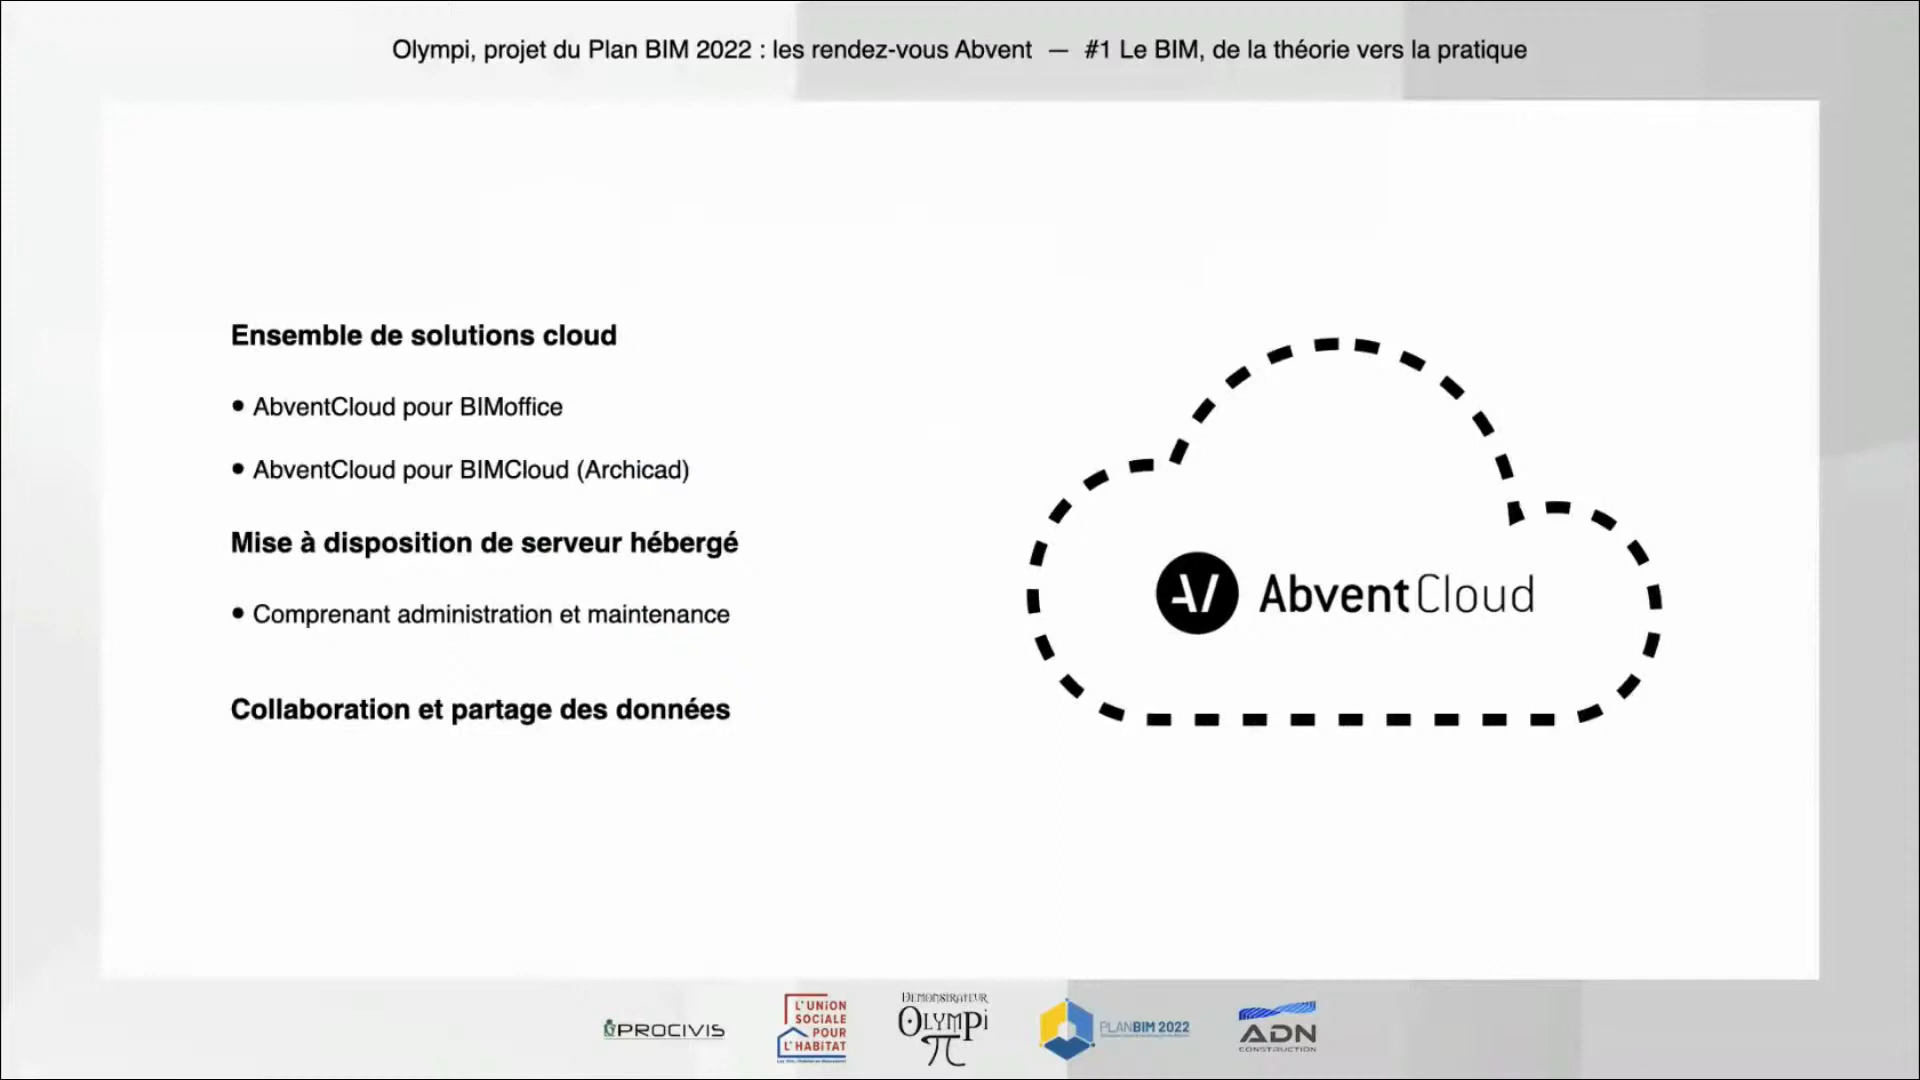 Olympi, projet du Plan BIM 2022 : les rendez-vous Abvent — #1 Le BIM, de la théorie vers la pratique
Ensemble de solutions cloud
• AbventCloud pour BIMoffice
• AbventCloud pour BIMCloud (Archicad)
Mise à disposition de serveur hébergé
• Comprenant administration et maintenance
Collaboration et partage des données
AV AbventCloud
PROCIVIS
L'UNION
SOCIALE
POUR
L'HABITAT
DEMONSTRATEUR
OLYMPi
π
PLANBIM 2022
ADN
CONSTRUCTION